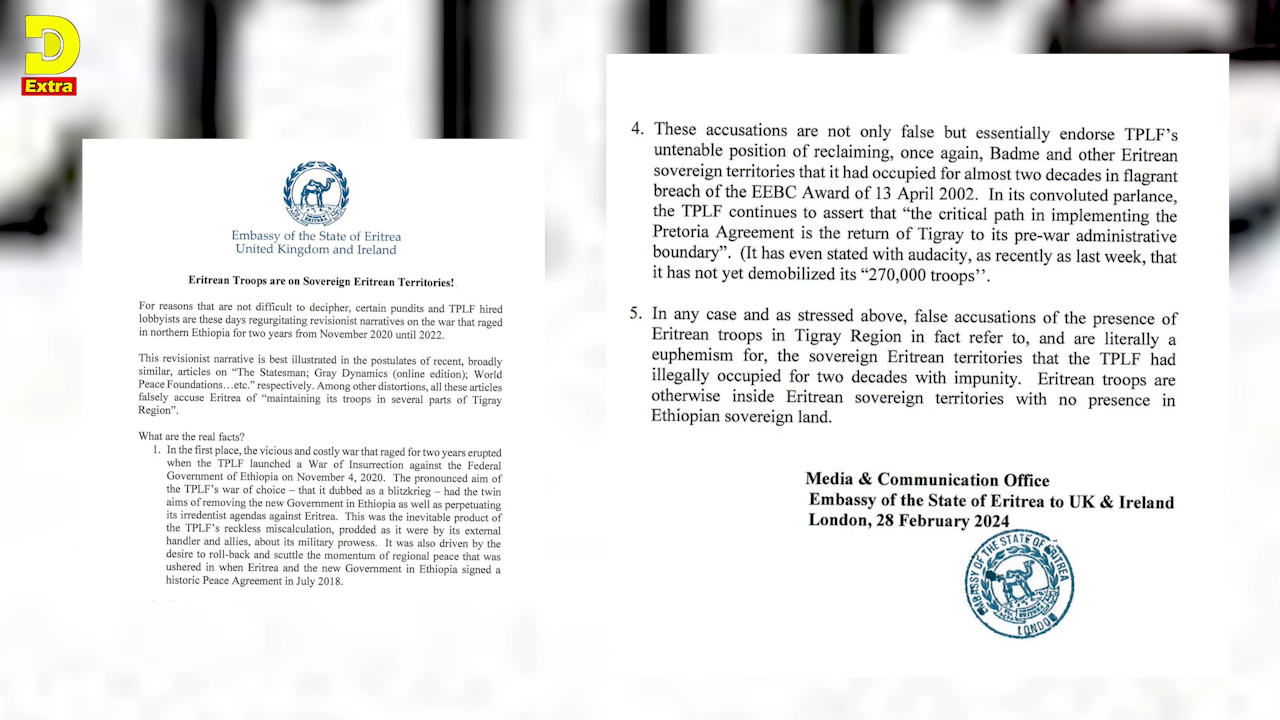 D
Extra
Embassy of the State of Eritrea
United Kingdom and Ireland
Eritrean Troops are on Sovereign Eritrean Territories!
For reasons that are not difficult to decipher, certain pundits and TPLF hired
lobbyists are these days regurgitating revisionist narratives on the war that raged
in northern Ethiopia for two years from November 2020 until 2022.
This revisionist narrative is best illustrated in the postulates of recent, broadly
similar, articles on “The Statesman; Gray Dynamics (online edition); World
Peace Foundations…etc.” respectively. Among other distortions, all these articles
falsely accuse Eritrea of “maintaining its troops in several parts of Tigray
Region”.
What are the real facts?
1. In the first place, the vicious and costly war that raged for two years erupted
when the TPLF launched a War of Insurrection against the Federal
Government of Ethiopia on November 4, 2020. The pronounced aim of
the TPLF’s war of choice – that it dubbed as a blitzkrieg – had the twin
aims of removing the new Government in Ethiopia as well as perpetuating
its irredentist agendas against Eritrea. This was the inevitable product of
the TPLF’s reckless miscalculation, prodded as it were by its external
handler and allies, about its military prowess. It was also driven by the
desire to roll-back and scuttle the momentum of regional peace that was
ushered in when Eritrea and the new Government in Ethiopia signed a
historic Peace Agreement in July 2018.
4. These accusations are not only false but essentially endorse TPLF’s
untenable position of reclaiming, once again, Badme and other Eritrean
sovereign territories that it had occupied for almost two decades in flagrant
breach of the EEBC Award of 13 April 2002. In its convoluted parlance,
the TPLF continues to assert that “the critical path in implementing the
Pretoria Agreement is the return of Tigray to its pre-war administrative
boundary”. (It has even stated with audacity, as recently as last week, that
it has not yet demobilized its “270,000 troops’’.
5. In any case and as stressed above, false accusations of the presence of
Eritrean troops in Tigray Region in fact refer to, and are literally a
euphemism for, the sovereign Eritrean territories that the TPLF had
illegally occupied for two decades with impunity. Eritrean troops are
otherwise inside Eritrean sovereign territories with no presence in
Ethiopian sovereign land.
Media & Communication Office
Embassy of the State of Eritrea to UK & Ireland
London, 28 February 2024
EMBASSY OF THE STATE OF ERITREA
LONDON